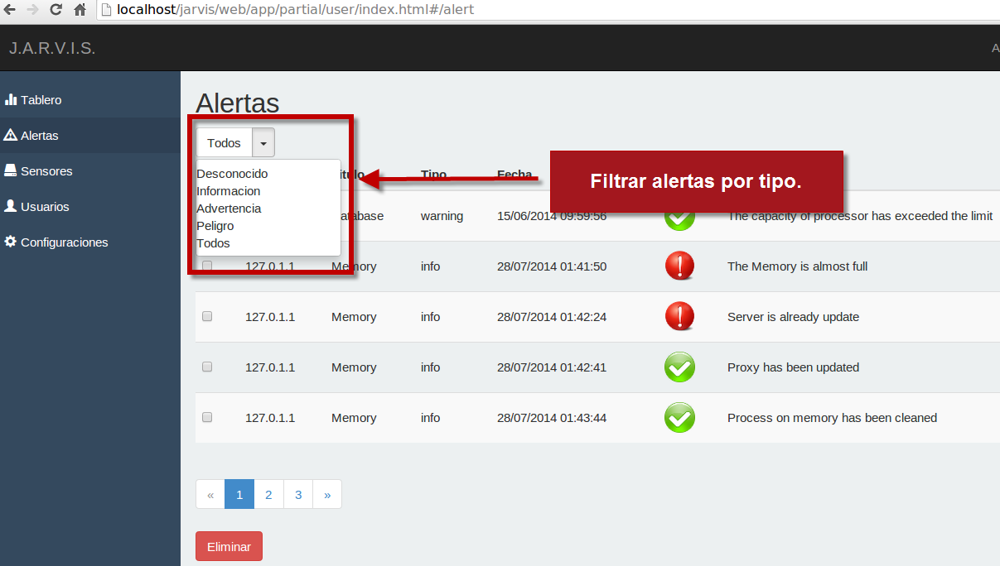 localhost/jarvis/web/app/partial/user/index.html#/alert
J.A.R.V.I.S.
A
Tablero
Alertas
Sensores
Usuarios
Configuraciones
Alertas
Todos
Desconocido
Informacion
Advertencia
Peligro
Todos
Filtrar alertas por tipo.
Tipo Fecha
warning 15/06/2014 09:59:56 The capacity of processor has exceeded the limit
127.0.1.1 Memory info 28/07/2014 01:41:50 The Memory is almost full
127.0.1.1 Memory info 28/07/2014 01:42:24 Server is already update
127.0.1.1 Memory info 28/07/2014 01:42:41 Proxy has been updated
127.0.1.1 Memory info 28/07/2014 01:43:44 Process on memory has been cleaned
« 1 2 3 »
Eliminar